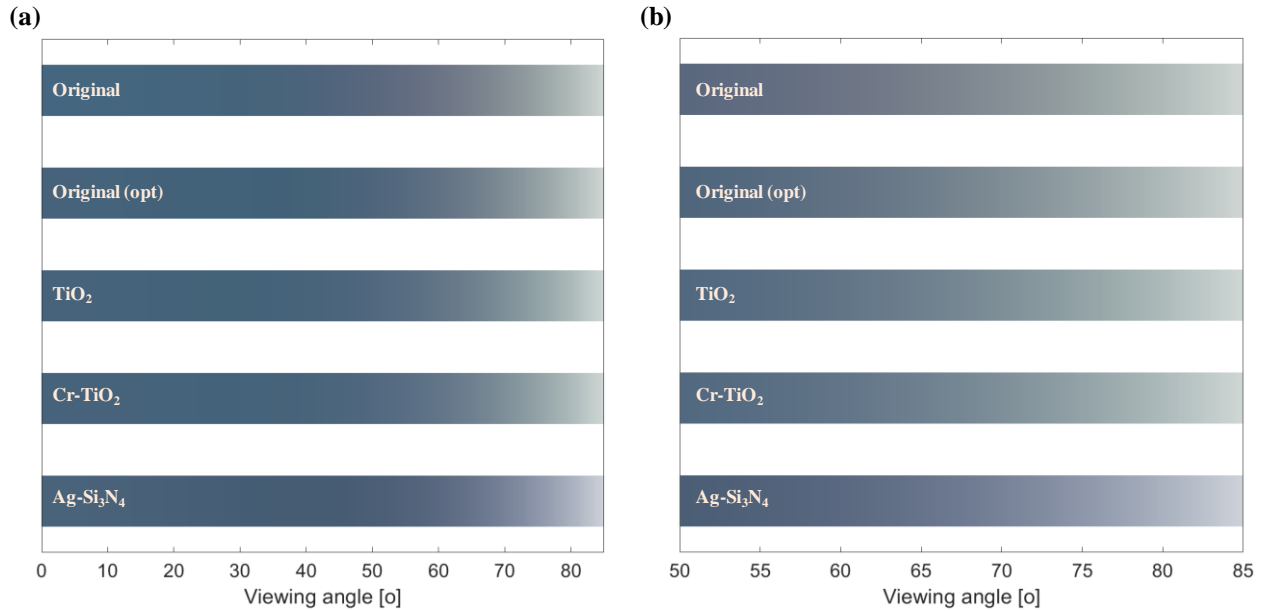 (a)
Original
Original (opt)
TiO₂
Cr-TiO₂
Ag-Si₃N₄
0 10 20 30 40 50 60 70 80
Viewing angle [o]
(b)
Original
Original (opt)
TiO₂
Cr-TiO₂
Ag-Si₃N₄
50 55 60 65 70 75 80 85
Viewing angle [o]